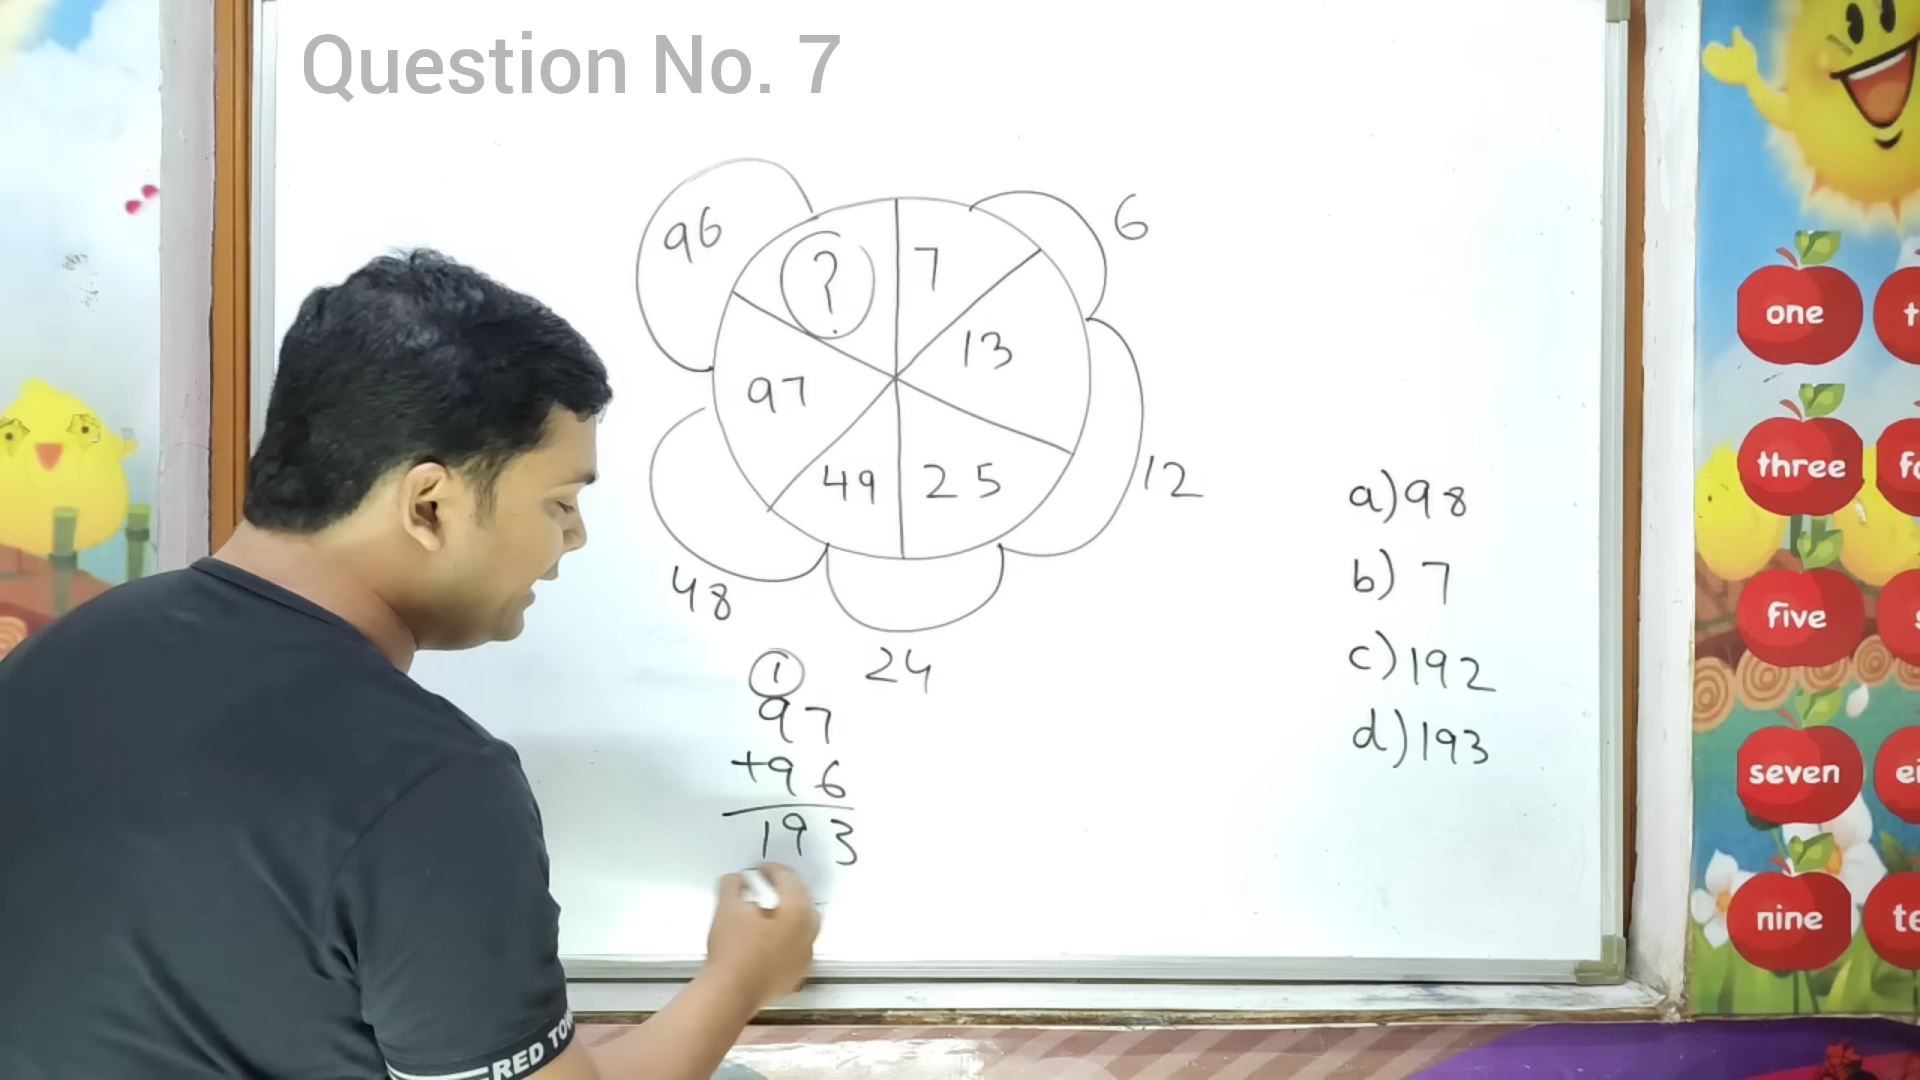 Question No. 7
96
?
7
6
13
97
49
25
12
48
24
1
97
+96
193
a) 98
b) 7
c) 192
d) 193
one
three
five
seven
nine
RED